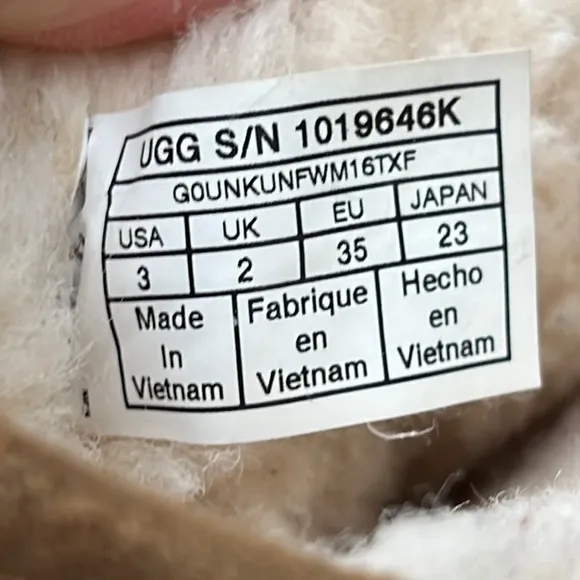 UGG S/N 1019646K
GOUNKUNFWM16TXF
USA UK EU JAPAN
3 2 35 23
Made In Vietnam
Fabrique en Vietnam
Hecho en Vietnam